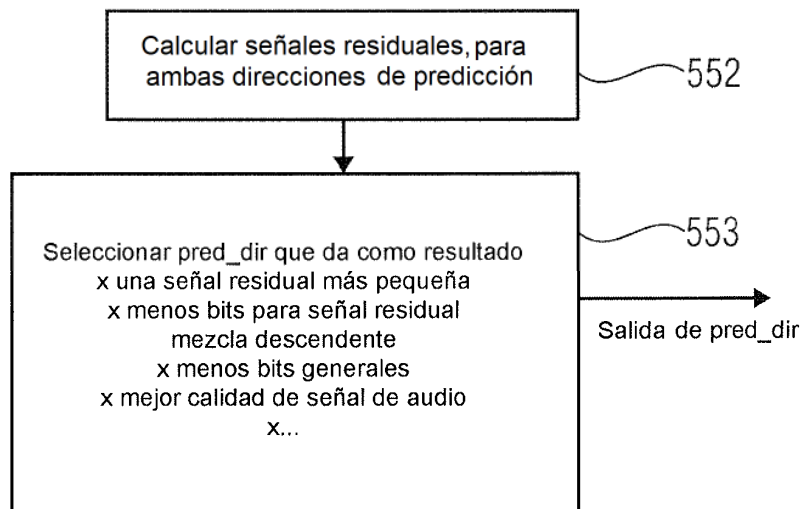 Calcular señales residuales, para
ambas direcciones de predicción
552
553
Seleccionar pred_dir que da como resultado
x una señal residual más pequeña
x menos bits para señal residual
mezcla descendente
x menos bits generales
x mejor calidad de señal de audio
x...
Salida de pred_dir